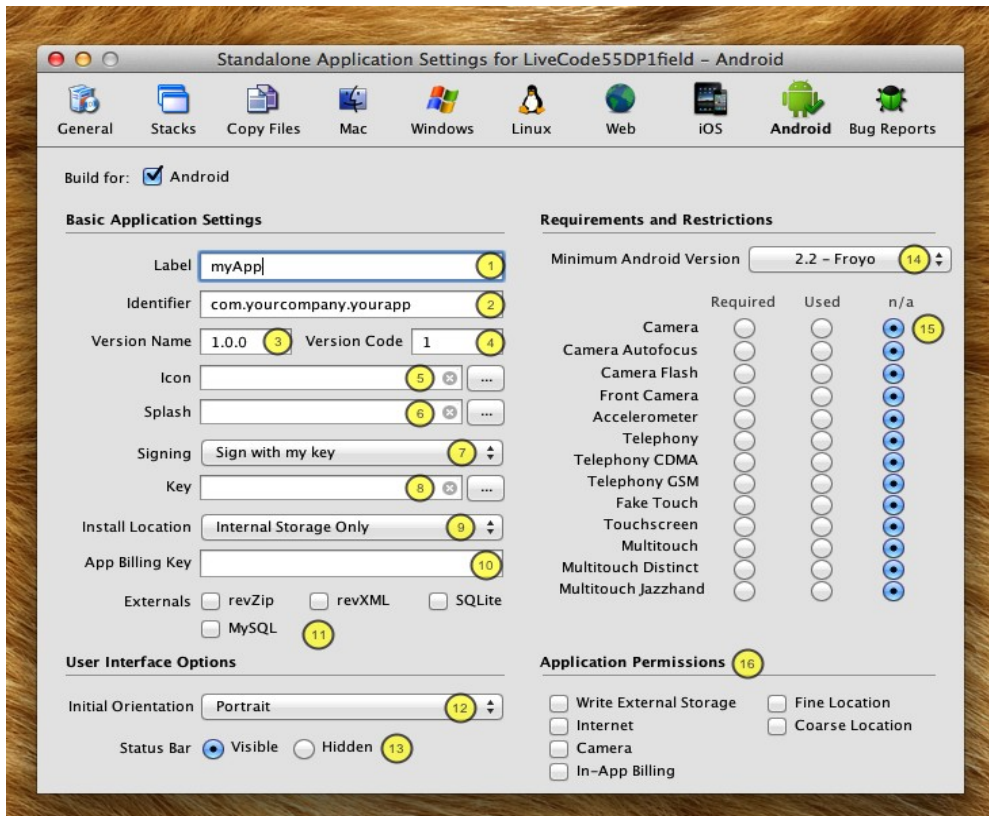 Standalone Application Settings for LiveCode55DP1field – Android
General Stacks Copy Files Mac Windows Linux Web iOS Android Bug Reports
Build for: Android
Basic Application Settings
Label myApp 1
Identifier com.yourcompany.yourapp 2
Version Name 1.0.0 3 Version Code 1 4
Icon 5 ...
Splash 6 ...
Signing Sign with my key 7
Key 8 ...
Install Location Internal Storage Only 9
App Billing Key 10
Externals revZip revXML SQLite
MySQL 11
User Interface Options
Initial Orientation Portrait 12
Status Bar Visible Hidden 13
Requirements and Restrictions
Minimum Android Version 2.2 – Froyo 14
Required Used n/a
Camera 15
Camera Autofocus
Camera Flash
Front Camera
Accelerometer
Telephony
Telephony CDMA
Telephony GSM
Fake Touch
Touchscreen
Multitouch
Multitouch Distinct
Multitouch Jazzhand
Application Permissions 16
Write External Storage Fine Location
Internet Coarse Location
Camera
In-App Billing